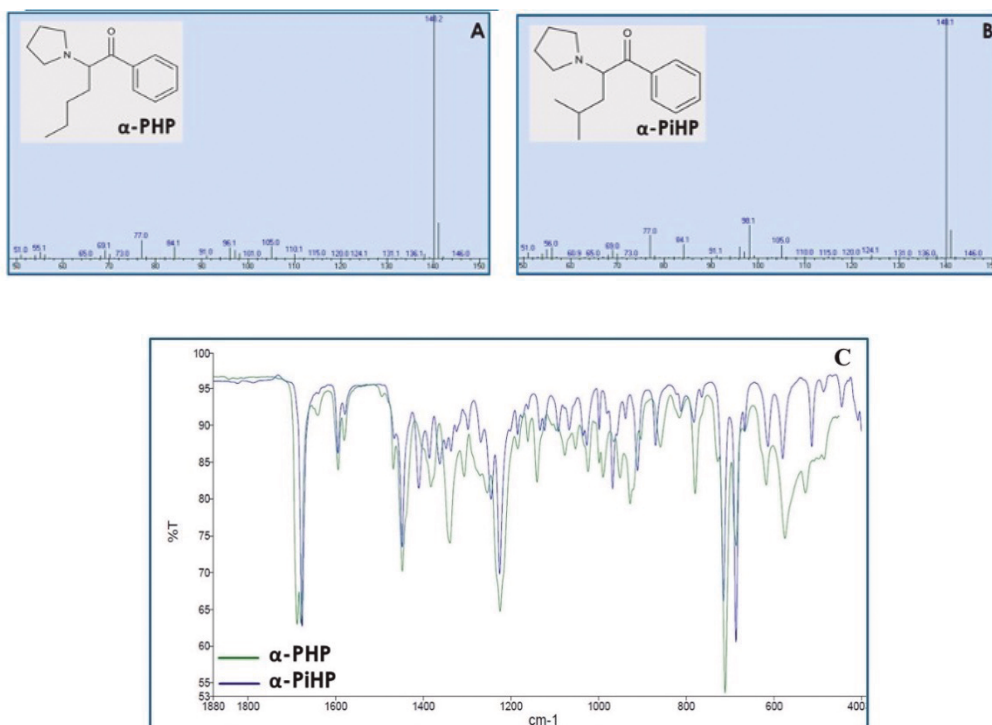 A
O
N
α-PHP
77.0
51.0 55.1 65.0 69.1 73.0 84.1 91.0 96.1 101.0 105.0 110.1 115.0 120.0 124.1 131.1 136.1 146.0
50 60 70 80 90 100 110 120 130 140 150
B
O
N
α-PiHP
77.0 98.1
51.0 56.0 60.9 65.0 69.0 73.0 84.1 91.1 105.0 110.0 115.0 120.0 124.1 131.0 136.0 146.0
50 60 70 80 90 100 110 120 130 140
C
100
95
90
85
80
75
%T
70
65
60
55
53
α-PHP
α-PiHP
1880 1800 1600 1400 1200 1000 800 600 400
cm-1